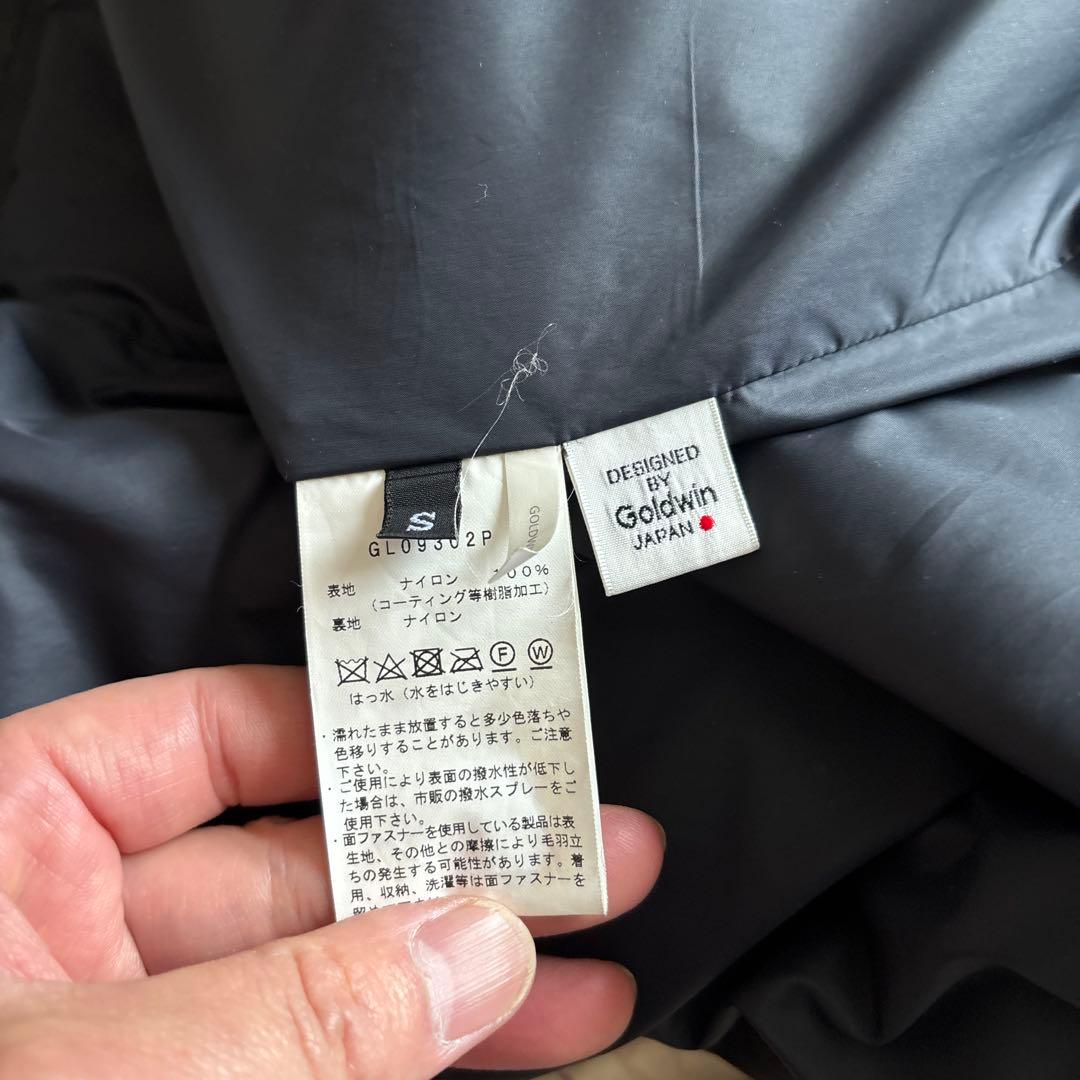 DESIGNED
BY
Goldwin
JAPAN
S
GOLDW
GL09302P
表地 ナイロン 100%
(コーティング等樹脂加工)
裏地 ナイロン
F W
はっ水(水をはじきやすい)
・濡れたまま放置すると多少色落ちや
色移りすることがあります。ご注意
下さい。
・ご使用により表面の撥水性が低下し
た場合は、市販の撥水スプレーをご
使用下さい。
・面ファスナーを使用している製品は表
生地、その他との摩擦により毛羽立
ちの発生する可能性があります。着
用、収納、洗濯等は面ファスナーを